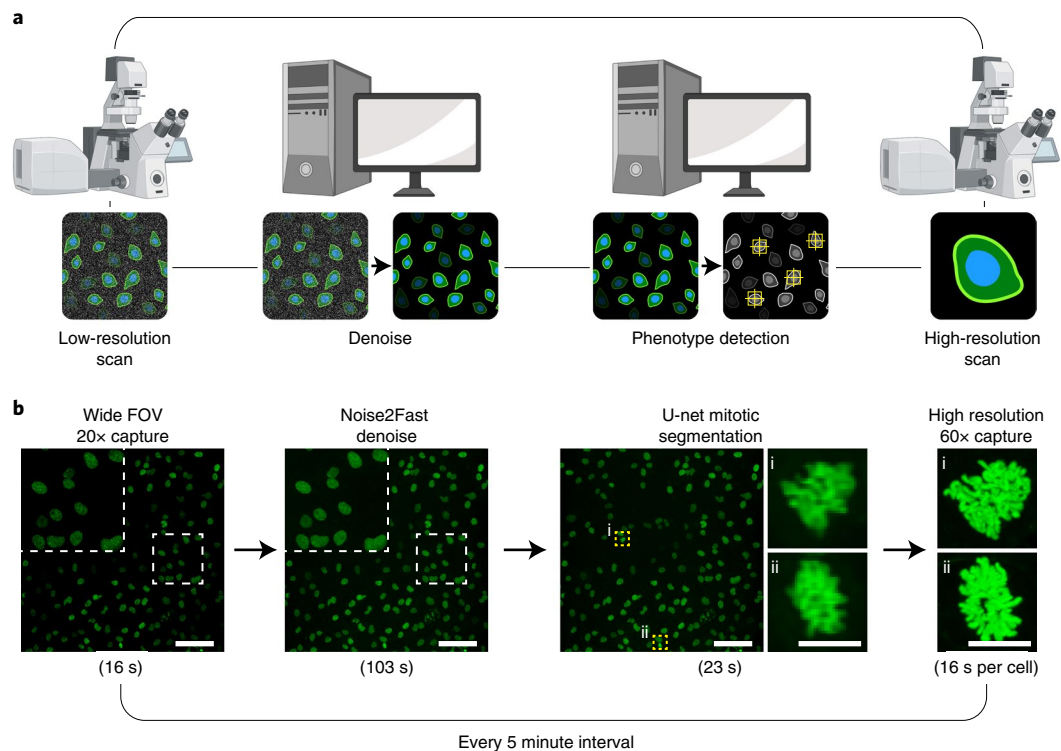 a
Low-resolution
scan
Denoise
Phenotype detection
High-resolution
scan
b
Wide FOV
20× capture
Noise2Fast
denoise
U-net mitotic
segmentation
High resolution
60× capture
i
ii
i
ii
i
ii
(16 s)
(103 s)
(23 s)
(16 s per cell)
Every 5 minute interval